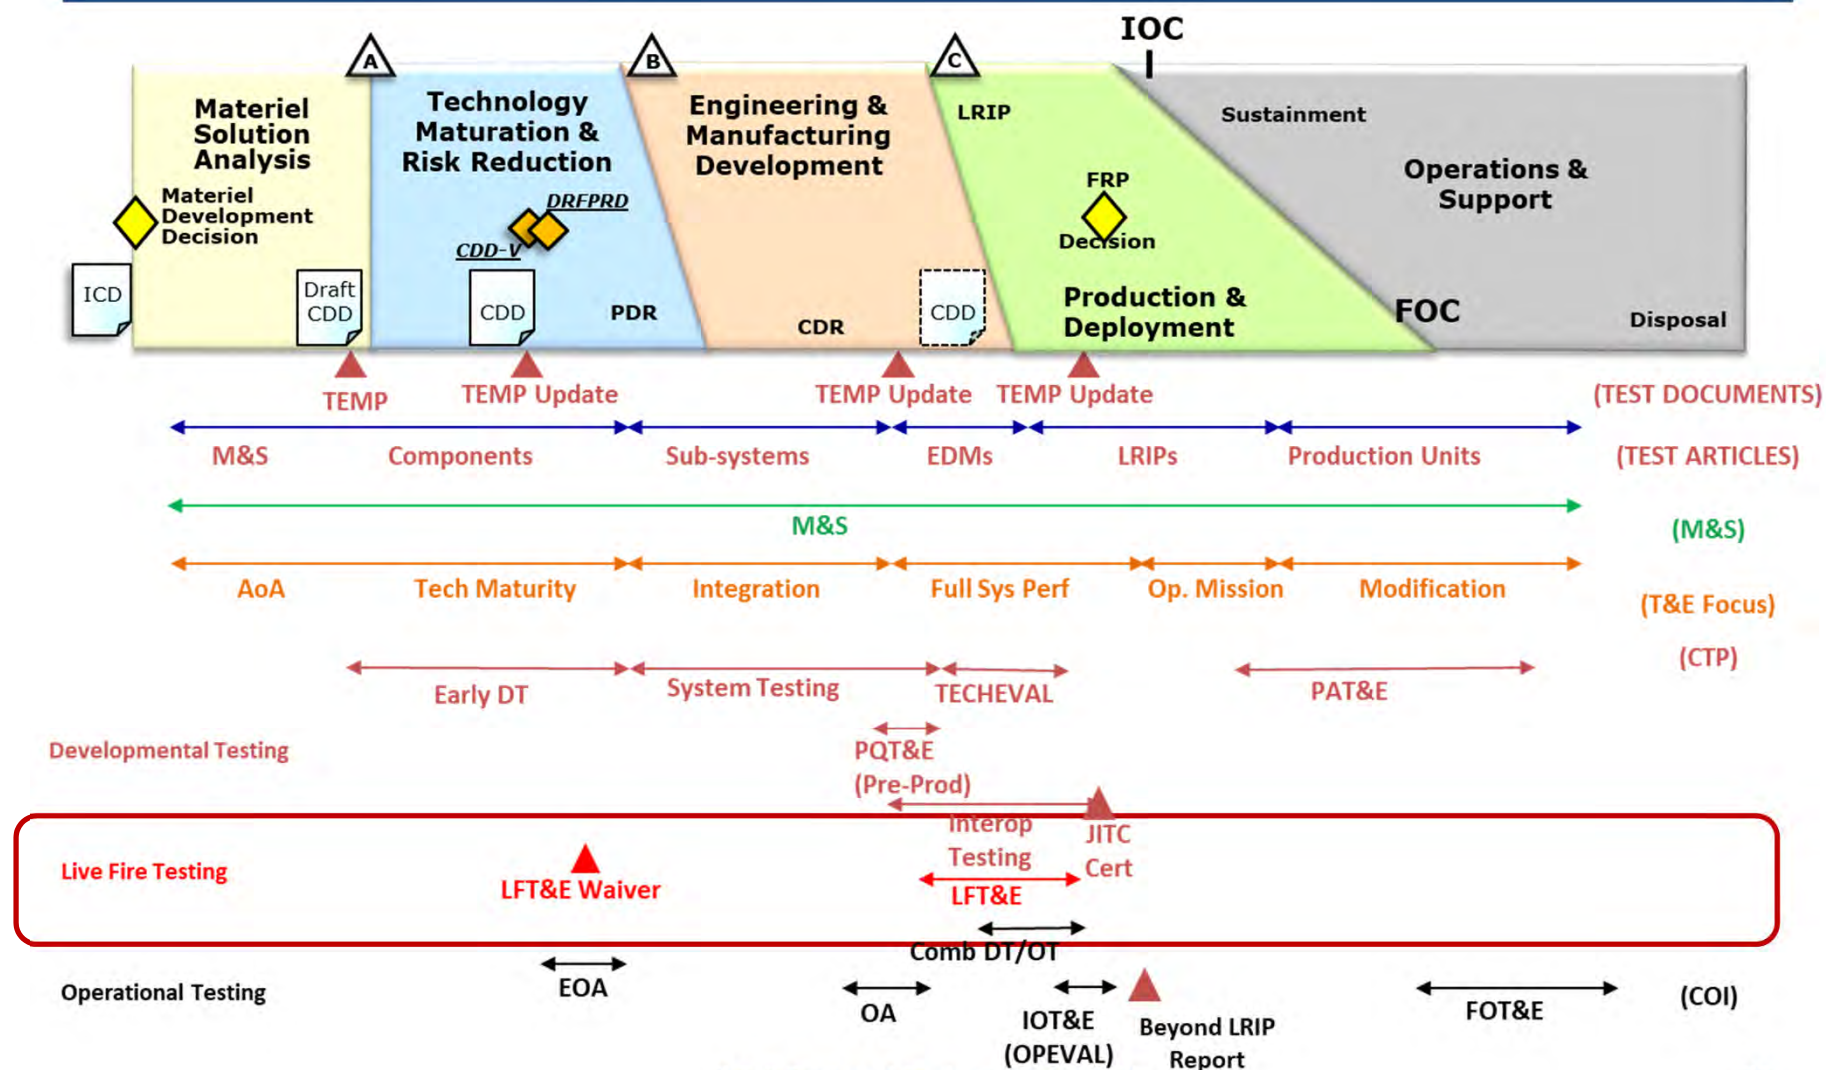 IOC
A
B
C
Materiel
Solution
Analysis
Technology
Maturation &
Risk Reduction
Engineering &
Manufacturing
Development
LRIP
Sustainment
Operations &
Support
Materiel
Development
Decision
DRFPRD
CDD-V
FRP
Decision
ICD
Draft
CDD
CDD
PDR
CDR
CDD
Production &
Deployment
FOC
Disposal
TEMP
TEMP Update
TEMP Update
TEMP Update
(TEST DOCUMENTS)
M&S
Components
Sub-systems
EDMs
LRIPs
Production Units
(TEST ARTICLES)
M&S
(M&S)
AoA
Tech Maturity
Integration
Full Sys Perf
Op. Mission
Modification
(T&E Focus)
(CTP)
Early DT
System Testing
TECHEVAL
PAT&E
Developmental Testing
PQT&E
(Pre-Prod)
Interop
Testing
JITC
Cert
Live Fire Testing
LFT&E Waiver
LFT&E
Comb DT/OT
Operational Testing
EOA
OA
IOT&E
(OPEVAL)
Beyond LRIP
Report
FOT&E
(COI)